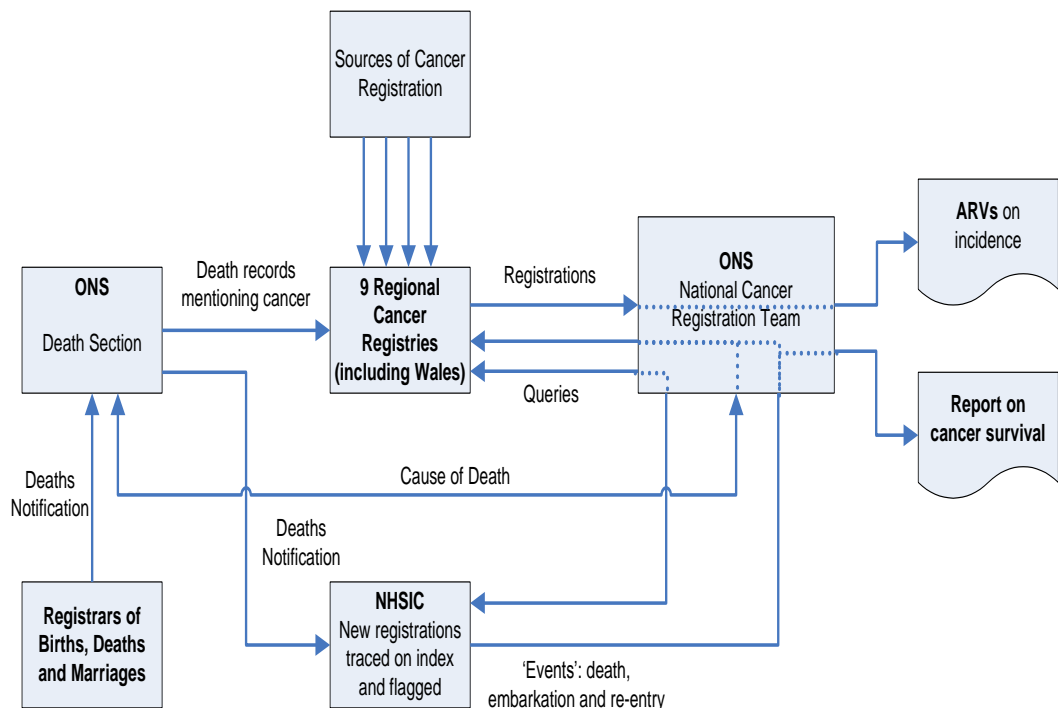 Sources of Cancer
Registration
ARVs on
incidence
ONS
Death Section
Death records
mentioning cancer
9 Regional
Cancer
Registries
(including Wales)
Registrations
Queries
ONS
National Cancer
Registration Team
Report on
cancer survival
Deaths
Notification
Cause of Death
Deaths
Notification
Registrars of
Births, Deaths
and Marriages
NHSIC
New registrations
traced on index
and flagged
‘Events’: death,
embarkation and re-entry